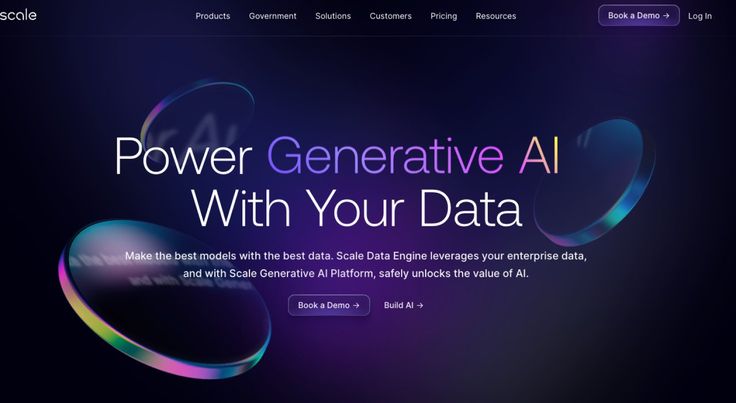 scale
Products Government Solutions Customers Pricing Resources
Book a Demo → Log In
Power Generative AI
With Your Data
Make the best models with the best data. Scale Data Engine leverages your enterprise data,
and with Scale Generative AI Platform, safely unlocks the value of AI.
Book a Demo → Build AI →